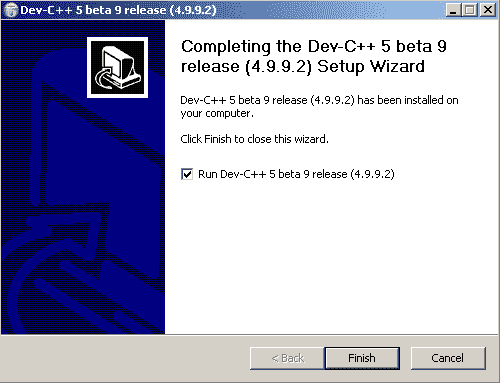 Dev-C++ 5 beta 9 release (4.9.9.2)
Completing the Dev-C++ 5 beta 9
release (4.9.9.2) Setup Wizard
Dev-C++ 5 beta 9 release (4.9.9.2) has been installed on
your computer.
Click Finish to close this wizard.
Run Dev-C++ 5 beta 9 release (4.9.9.2)
< Back
Finish
Cancel